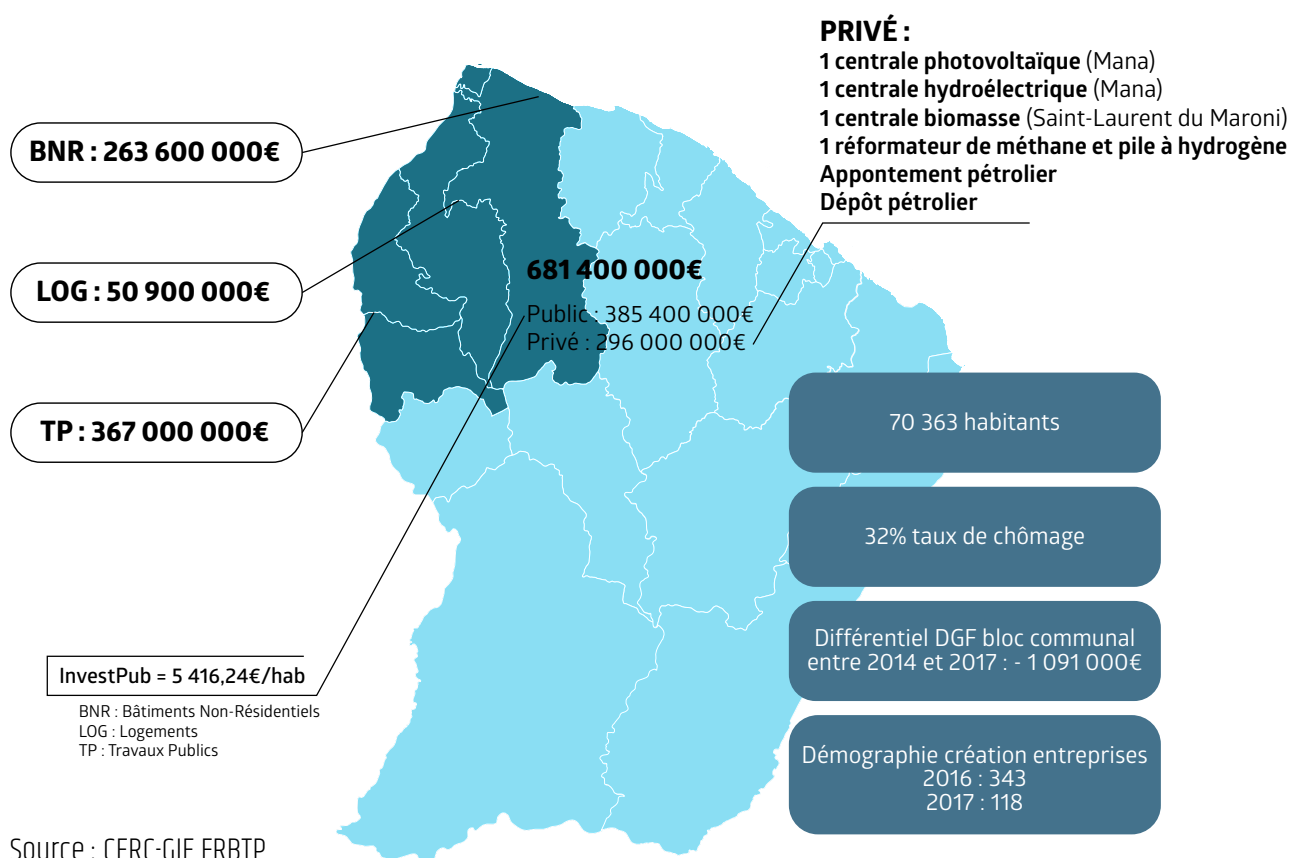 PRIVÉ :
1 centrale photovoltaïque (Mana)
1 centrale hydroélectrique (Mana)
1 centrale biomasse (Saint-Laurent du Maroni)
1 réformateur de méthane et pile à hydrogène
Appontement pétrolier
Dépôt pétrolier
BNR : 263 600 000€
LOG : 50 900 000€
TP : 367 000 000€
681 400 000€
Public : 385 400 000€
Privé : 296 000 000€
70 363 habitants
32% taux de chômage
Différentiel DGF bloc communal
entre 2014 et 2017 : - 1 091 000€
Démographie création entreprises
2016 : 343
2017 : 118
InvestPub = 5 416,24€/hab
BNR : Bâtiments Non-Résidentiels
LOG : Logements
TP : Travaux Publics
Source : CERC-GIE FRBTP